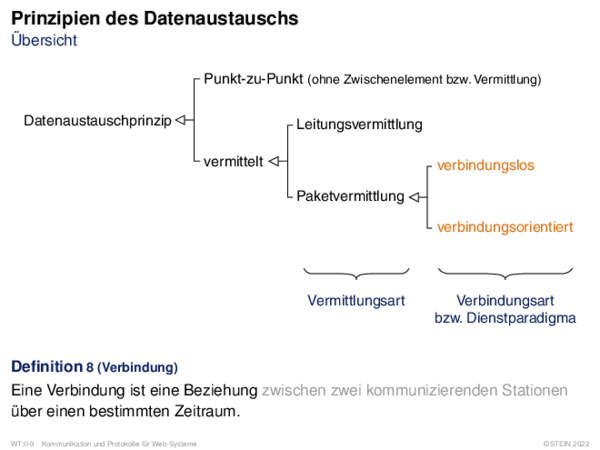 Prinzipien des Datenaustauschs
Übersicht
Punkt-zu-Punkt (ohne Zwischenelement bzw. Vermittlung)
Datenaustauschprinzip
Leitungsvermittlung
vermittelt
verbindungslos
Paketvermittlung
verbindungsorientiert
Vermittlungsart
Verbindungsart
bzw. Dienstparadigma
Definition 8 (Verbindung)
Eine Verbindung ist eine Beziehung zwischen zwei kommunizierenden Stationen
über einen bestimmten Zeitraum.
WT:II-9 Kommunikation und Protokolle für Web-Systeme
©STEIN 2022